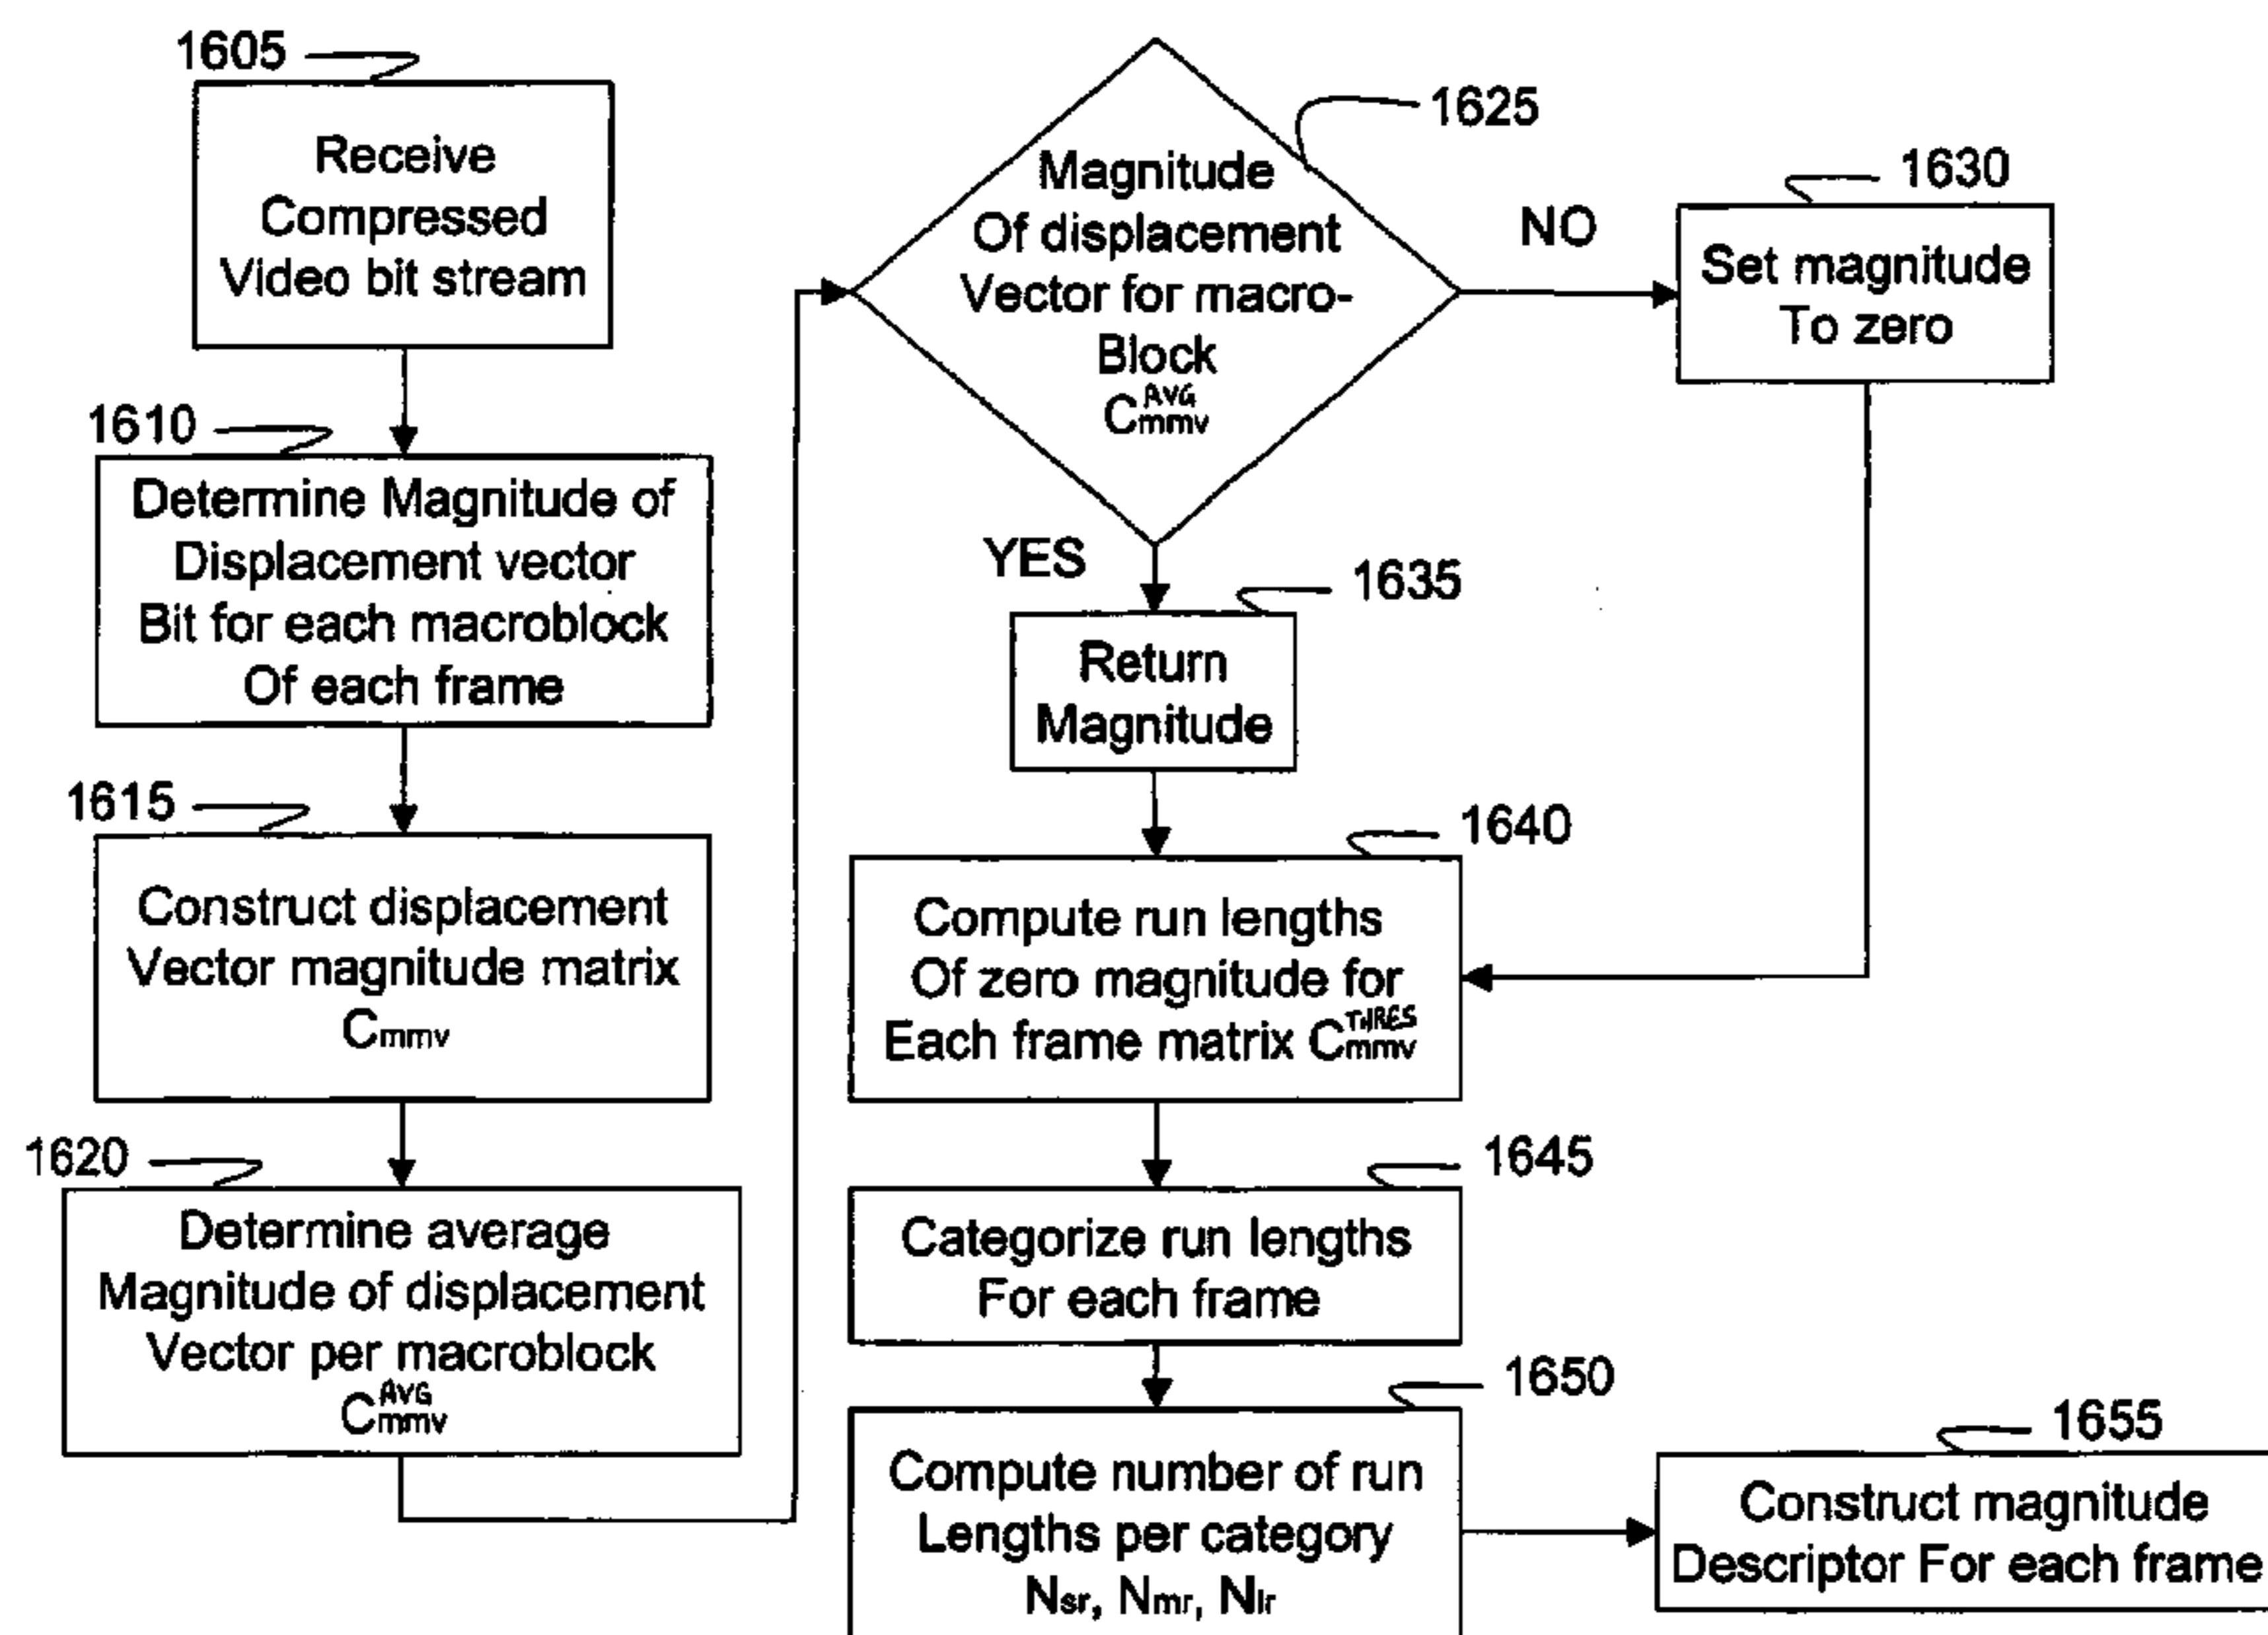 1605
Receive
Compressed
Video bit stream
1610
Determine Magnitude of
Displacement vector
Bit for each macroblock
Of each frame
1615
Construct displacement
Vector magnitude matrix
Cmmv
1620
Determine average
Magnitude of displacement
Vector per macroblock
C AVG mmv
1625
Magnitude
Of displacement
Vector for macro-
Block
C AVG mmv
NO
1630
Set magnitude
To zero
YES
1635
Return
Magnitude
1640
Compute run lengths
Of zero magnitude for
Each frame matrix C THRES mmv
1645
Categorize run lengths
For each frame
1650
Compute number of run
Lengths per category
Nsr, Nmr, Nlr
1655
Construct magnitude
Descriptor For each frame